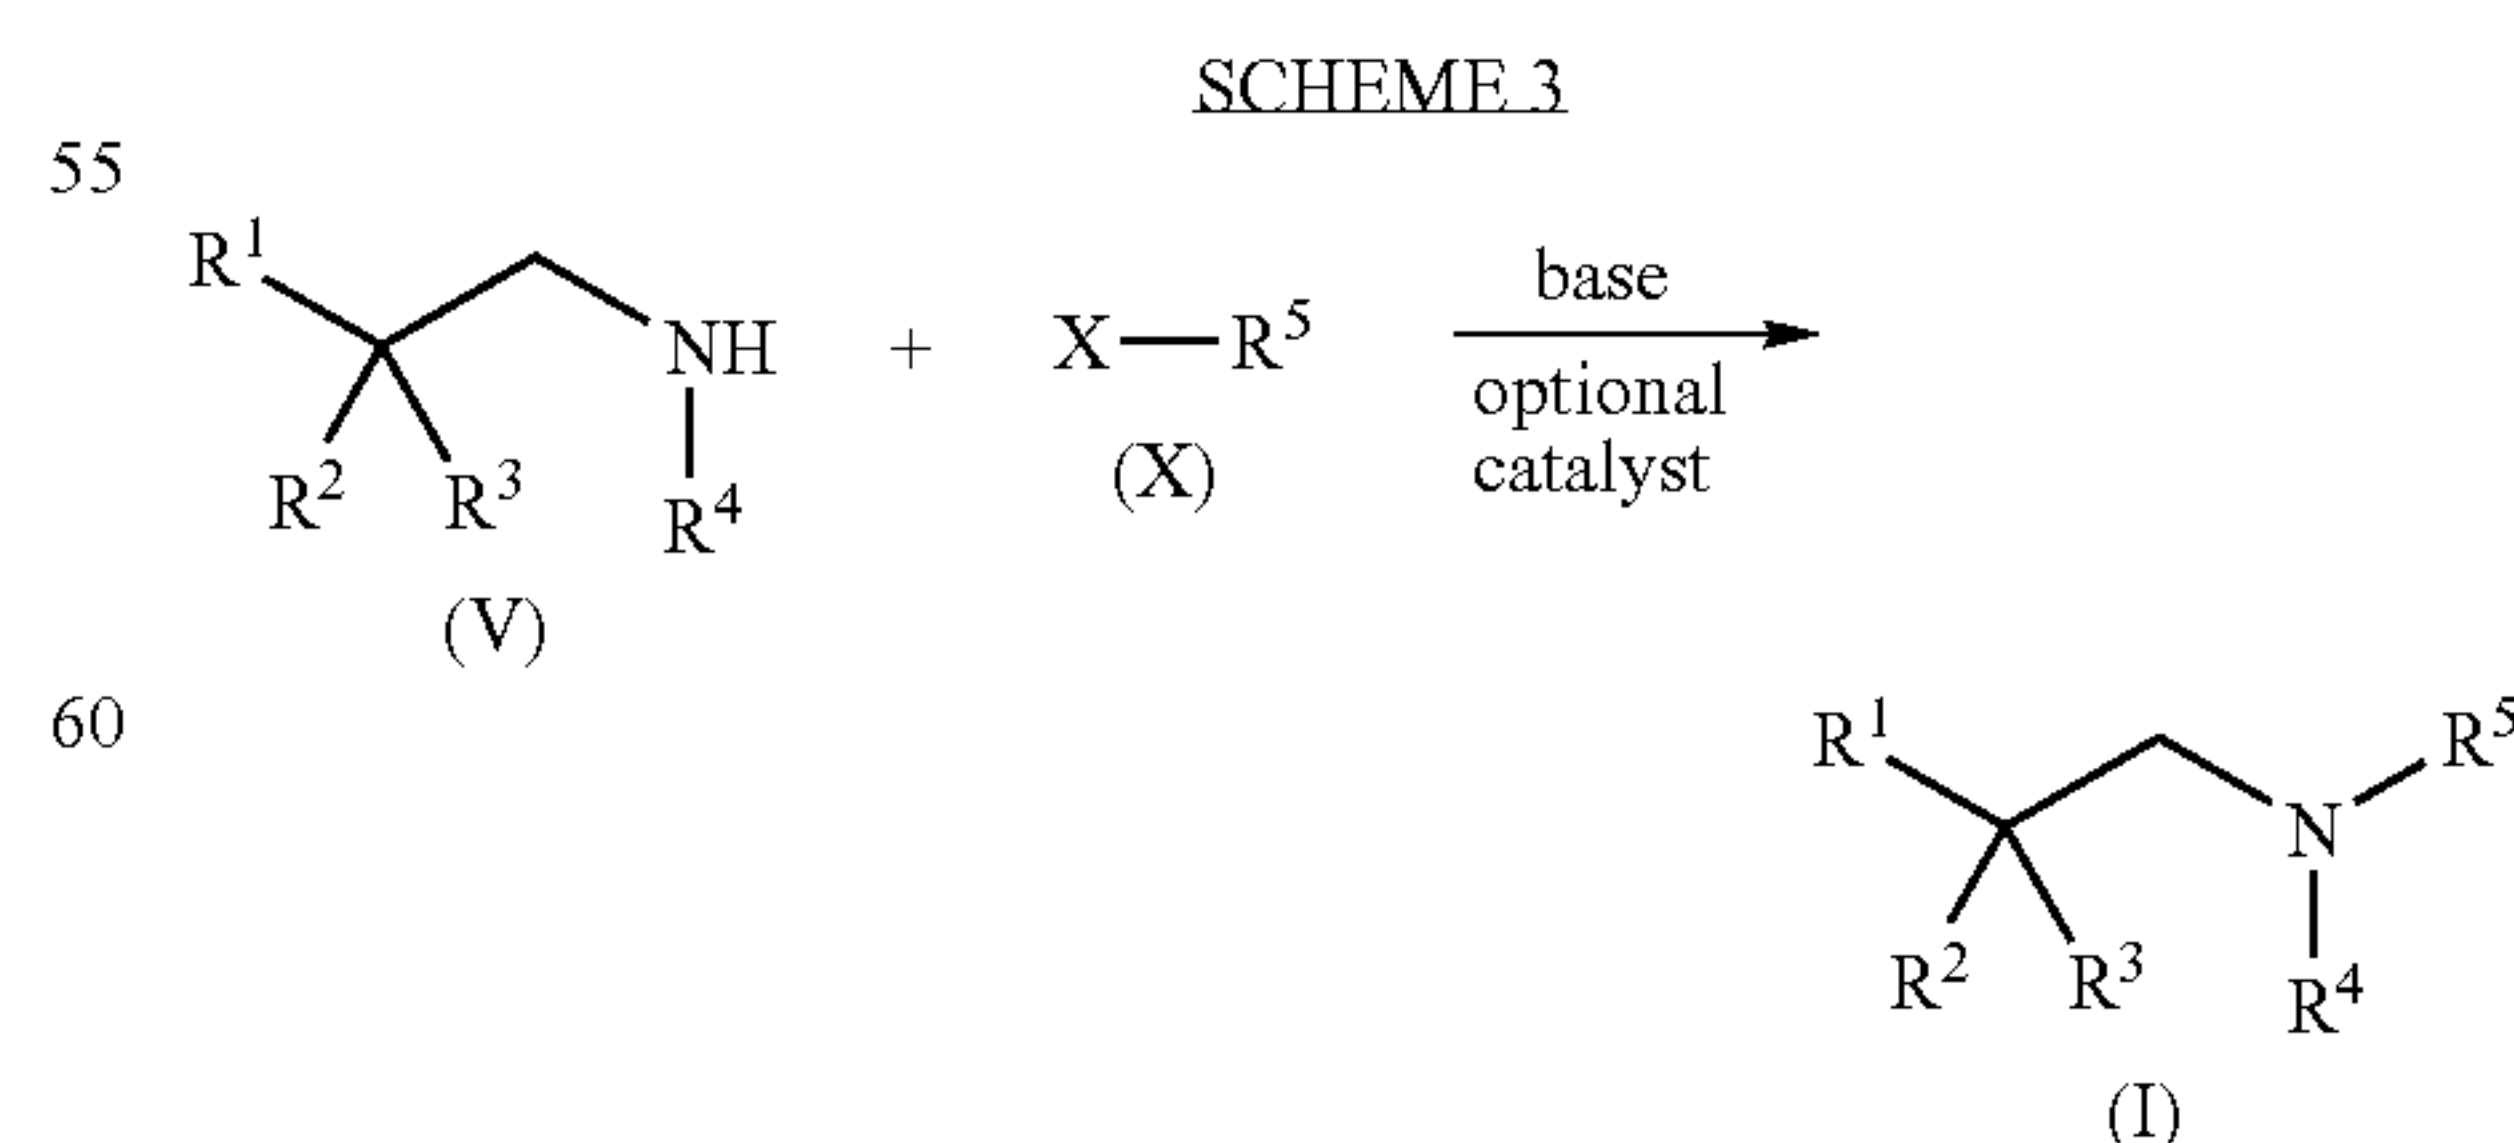 SCHEME 3
55
R1
NH
+
X—R5
base
optional
catalyst
R2
R3
R4
(X)
(V)
60
R1
R5
N
R2
R3
R4
(I)